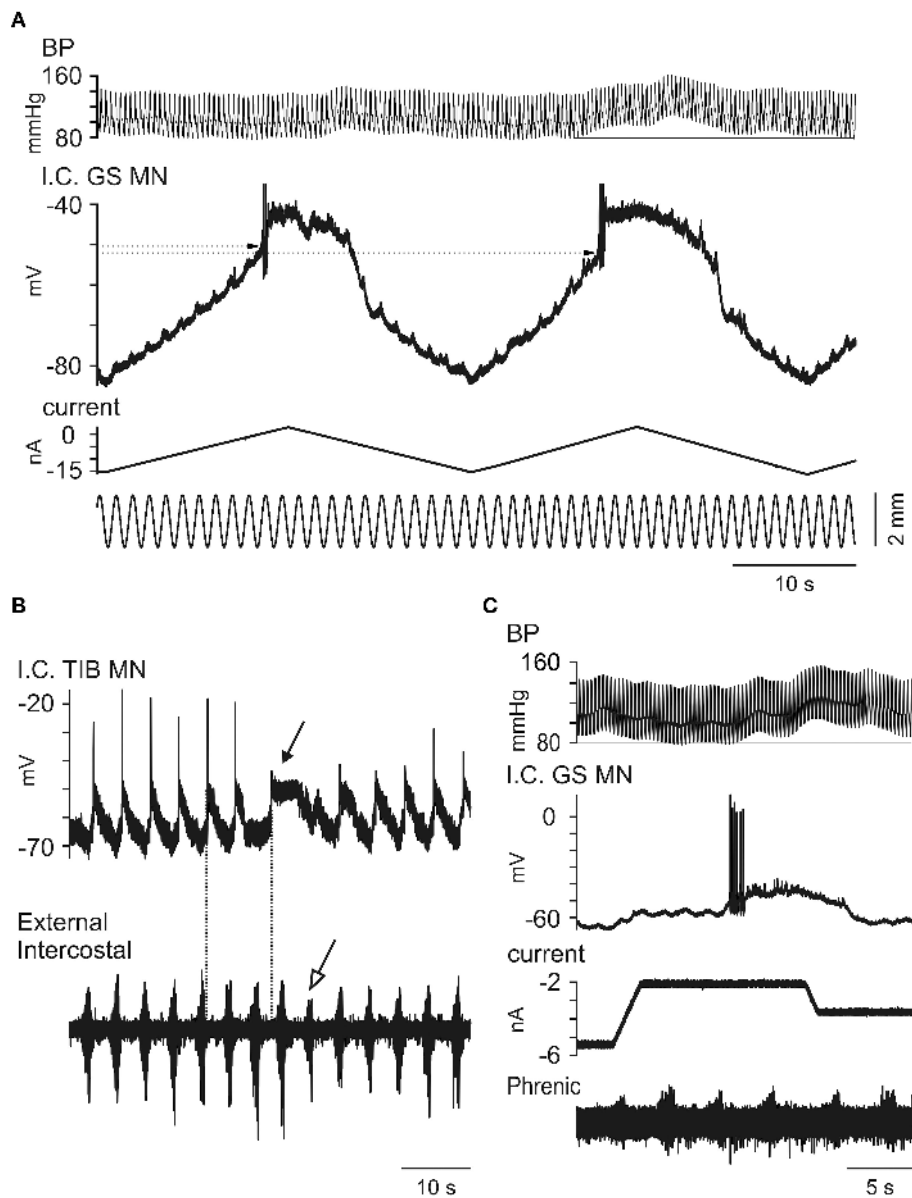 A
BP
160
80
mmHg
I.C. GS MN
-40
mV
-80
current
0
nA
-15
2 mm
10 s
B
I.C. TIB MN
-20
mV
-70
External
Intercostal
10 s
C
BP
160
mmHg
80
I.C. GS MN
0
mV
-60
current
-2
nA
-6
Phrenic
5 s